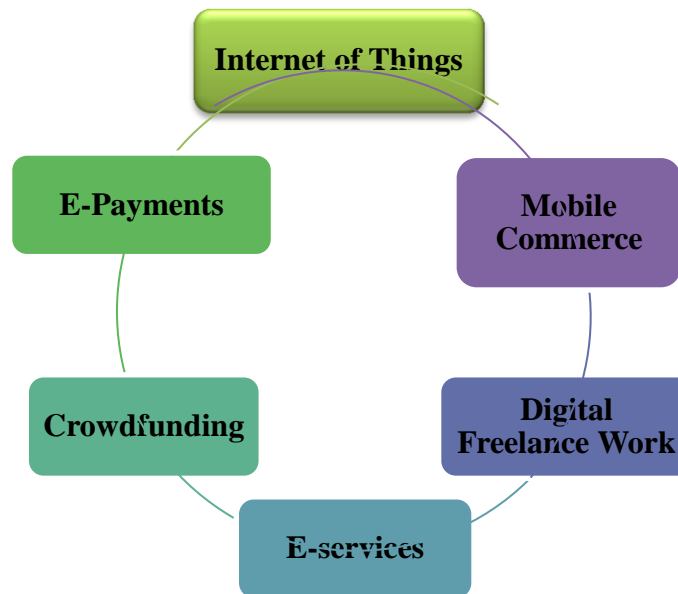 Internet of Things
Mobile
Commerce
Digital
Freelance Work
E-services
Crowdfunding
E-Payments